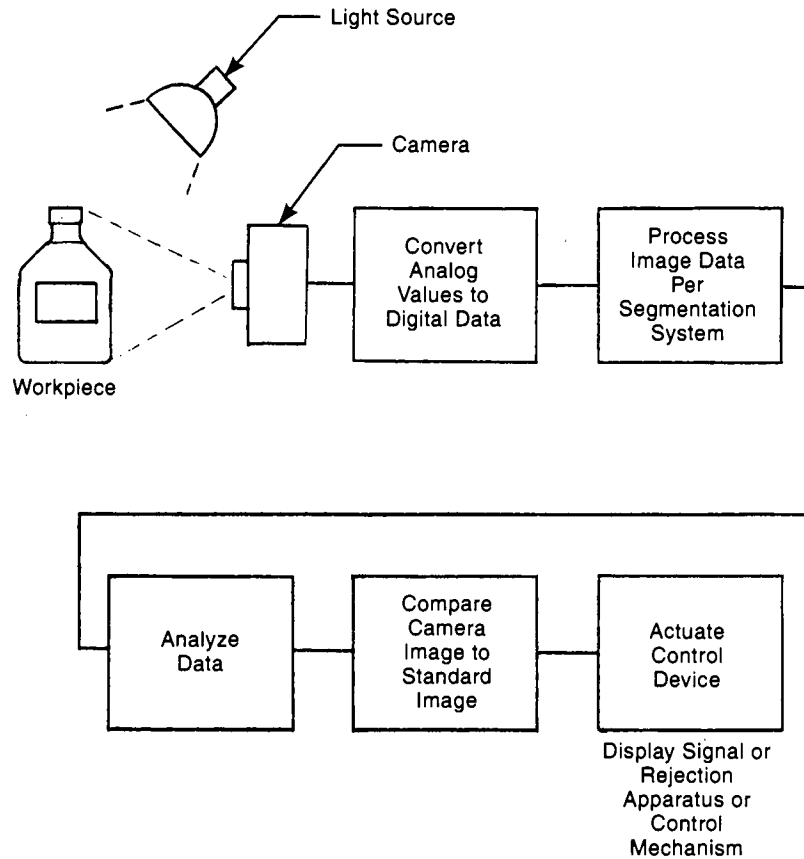 Light Source
Camera
Workpiece
Convert
Analog
Values to
Digital Data
Process
Image Data
Per
Segmentation
System
Analyze
Data
Compare
Camera
Image to
Standard
Image
Actuate
Control
Device
Display Signal or
Rejection
Apparatus or
Control
Mechanism